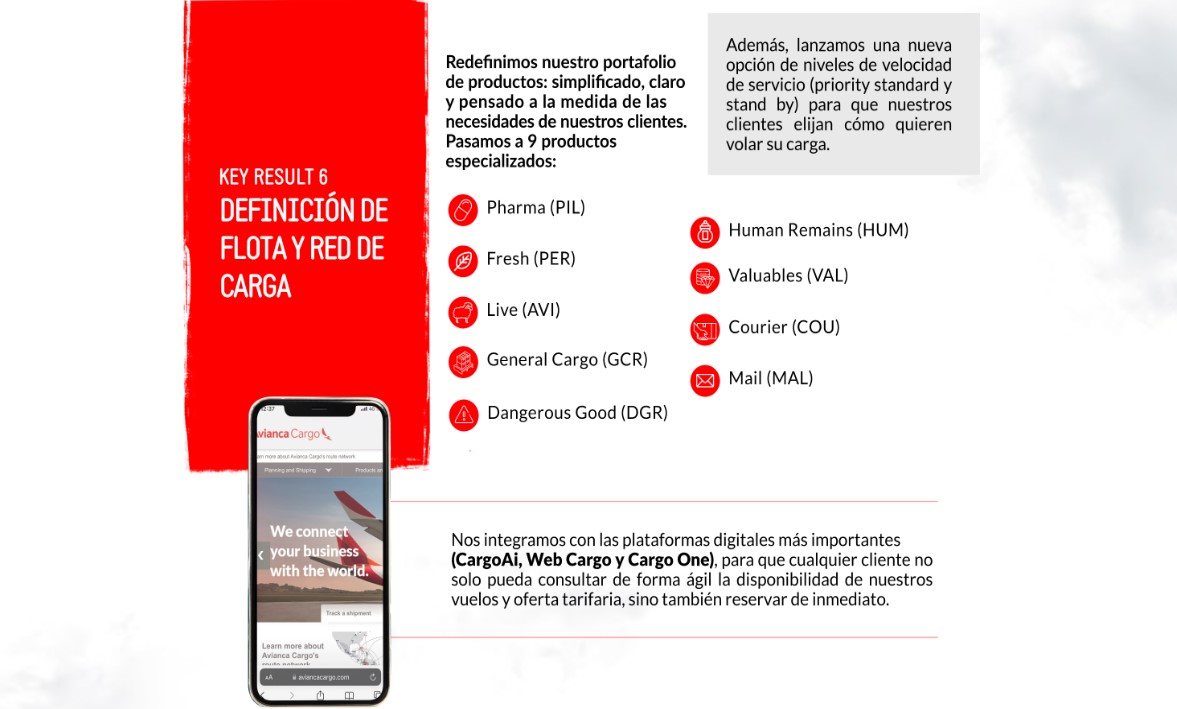 KEY RESULT 6
DEFINICIÓN DE
FLOTA Y RED DE
CARGA
Redefinimos nuestro portafolio
de productos: simplificado, claro
y pensado a la medida de las
necesidades de nuestros clientes.
Pasamos a 9 productos
especializados:
Además, lanzamos una nueva
opción de niveles de velocidad
de servicio (priority standard y
stand by) para que nuestros
clientes elijan cómo quieren
volar su carga.
Pharma (PIL)
Fresh (PER)
Live (AVI)
General Cargo (GCR)
Dangerous Good (DGR)
Human Remains (HUM)
Valuables (VAL)
Courier (COU)
Mail (MAL)
12:37
4G
avianca Cargo
arn more about Avianca Cargo's route network
Planning and Shipping
Products an
We connect
your business
with the world.
Track a shipment
Learn more about
Avianca Cargo's
route network
AA
aviancacargo.com
Nos integramos con las plataformas digitales más importantes
(CargoAi, Web Cargo y Cargo One), para que cualquier cliente no
solo pueda consultar de forma ágil la disponibilidad de nuestros
vuelos y oferta tarifaria, sino también reservar de inmediato.